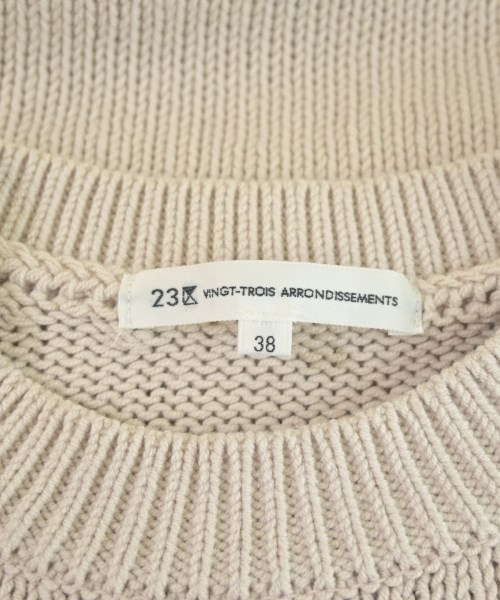 23区 VINGT-TROIS ARRONDISSEMENTS
38